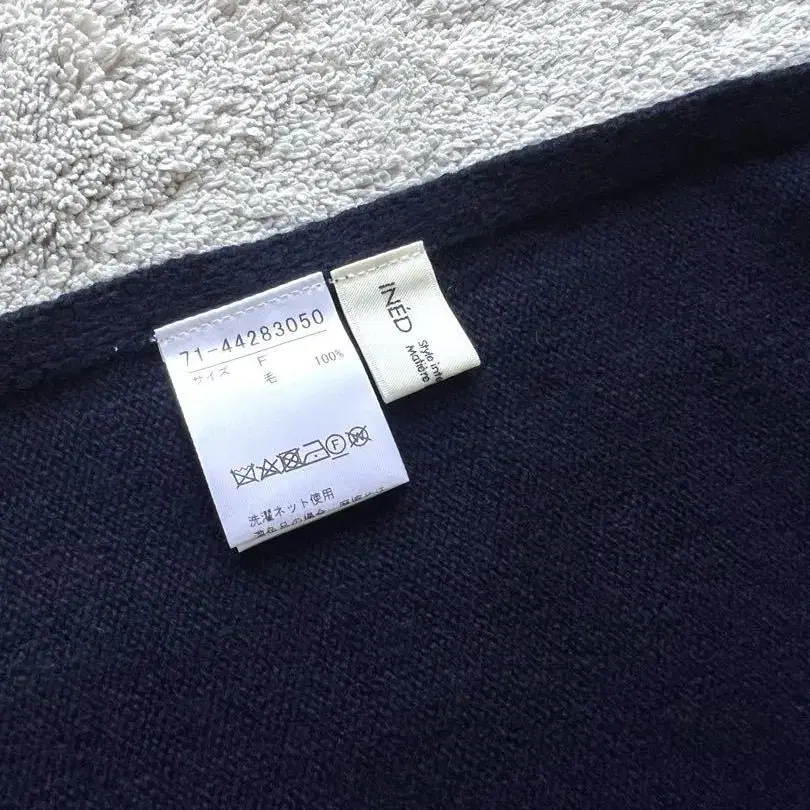 71-44283050
サイズ F
毛 100%
F W
洗濯ネット使用
INÉD
Style
Matière